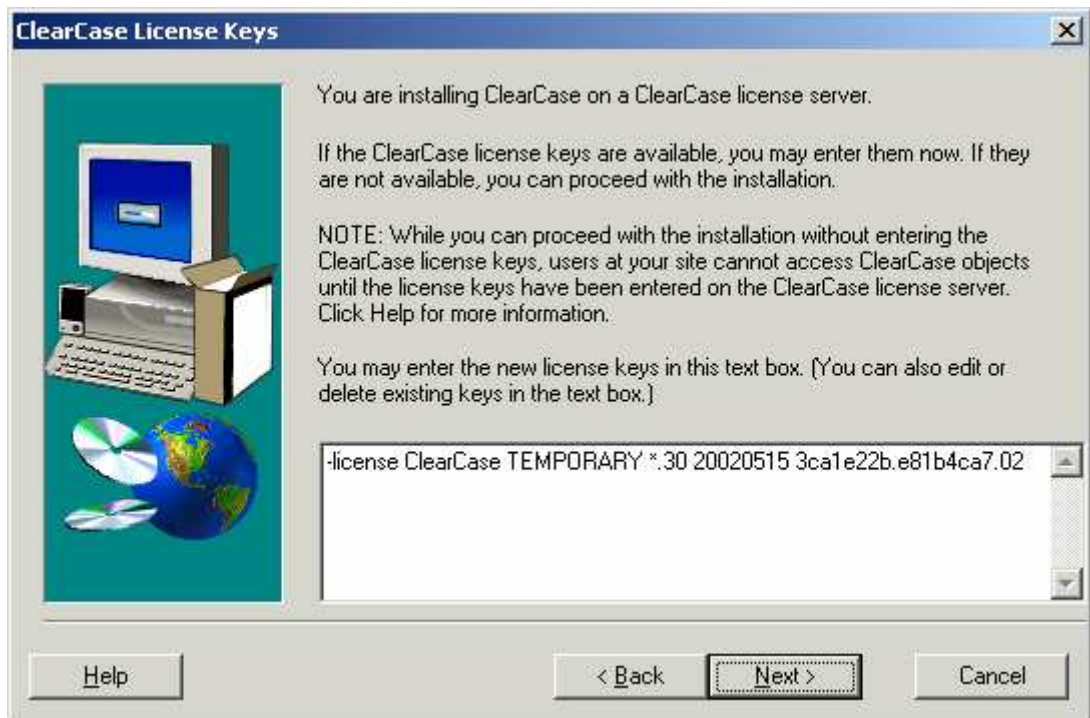 ClearCase License Keys
You are installing ClearCase on a ClearCase license server.
If the ClearCase license keys are available, you may enter them now. If they
are not available, you can proceed with the installation.
NOTE: While you can proceed with the installation without entering the
ClearCase license keys, users at your site cannot access ClearCase objects
until the license keys have been entered on the ClearCase license server.
Click Help for more information.
You may enter the new license keys in this text box. (You can also edit or
delete existing keys in the text box.)
-license ClearCase TEMPORARY *.30 20020515 3ca1e22b.e81b4ca7.02
Help
< Back
Next >
Cancel